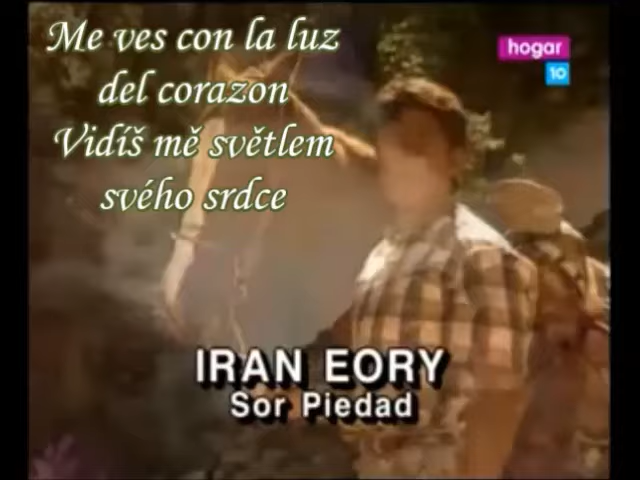 Me ves con la luz
del corazon
Vidíš mě světlem
svého srdce
hogar
10
IRAN EORY
Sor Piedad